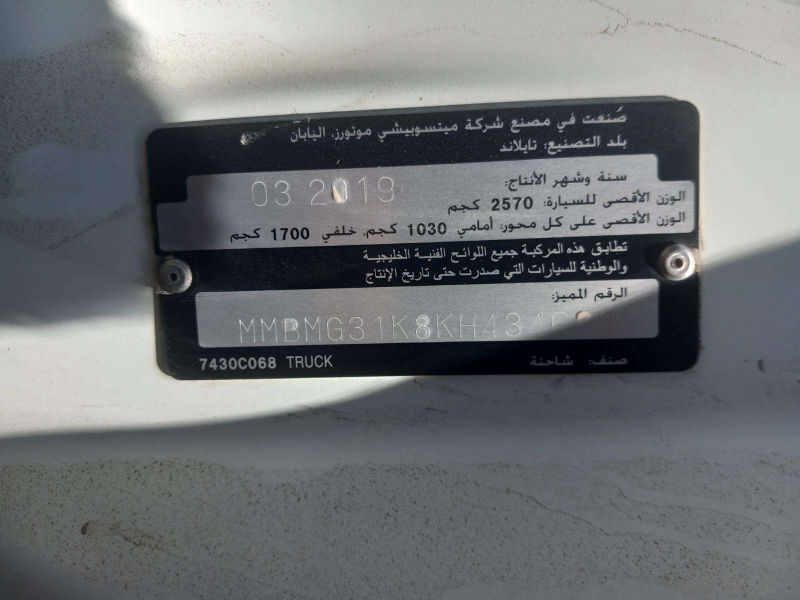 صُنعت في مصنع شركة ميتسوبيشي موتورز، اليابان
بلد التصنيع: تايلاند
سنة وشهر الأنتاج: 03 2019
الوزن الأقصى للسيارة: 2570 كجم
الوزن الأقصى على كل محور: أمامي 1030 كجم، خلفي 1700 كجم
تطابق هذه المركبة جميع اللوائح الفنية الخليجية
والوطنية للسيارات التي صدرت حتى تاريخ الإنتاج
الرقم المميز:
صنف: شاحنة 7430C068 TRUCK